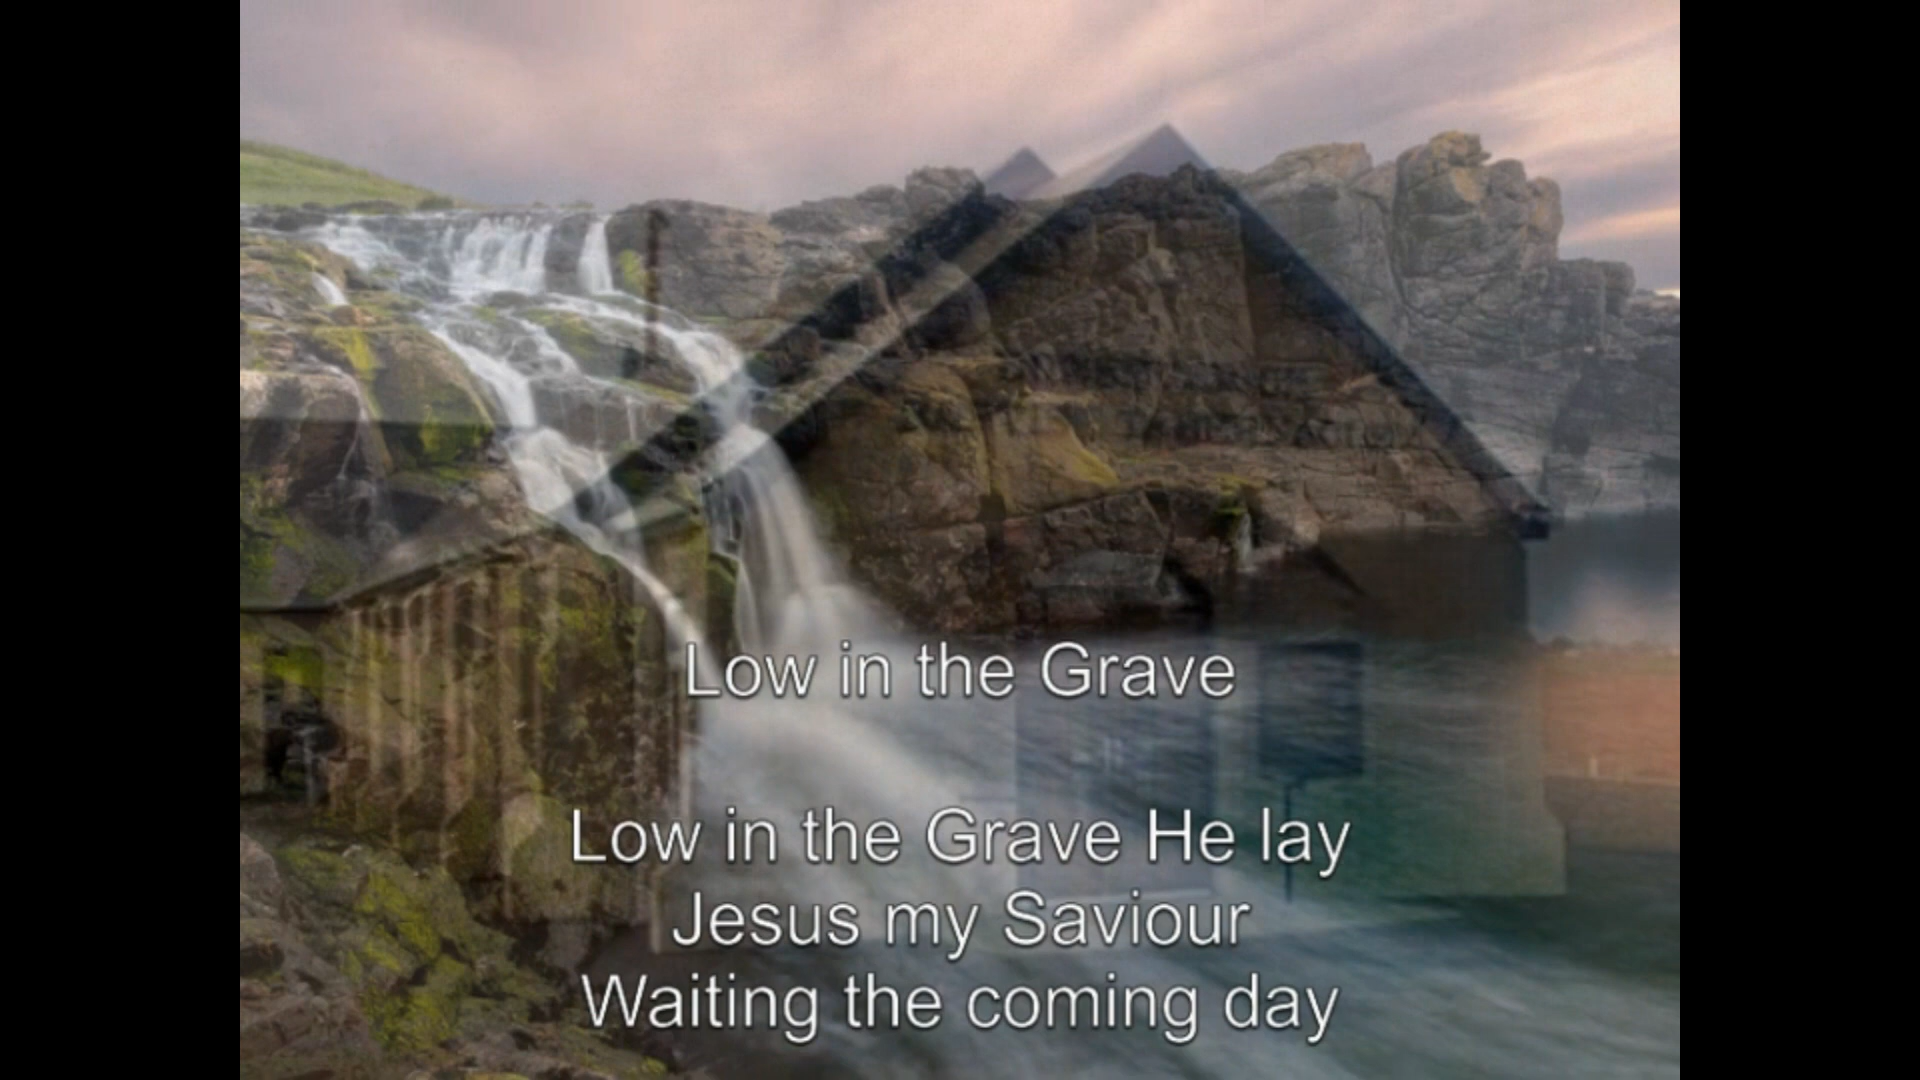 Low in the Grave
Low in the Grave He lay
Jesus my Saviour
Waiting the coming day